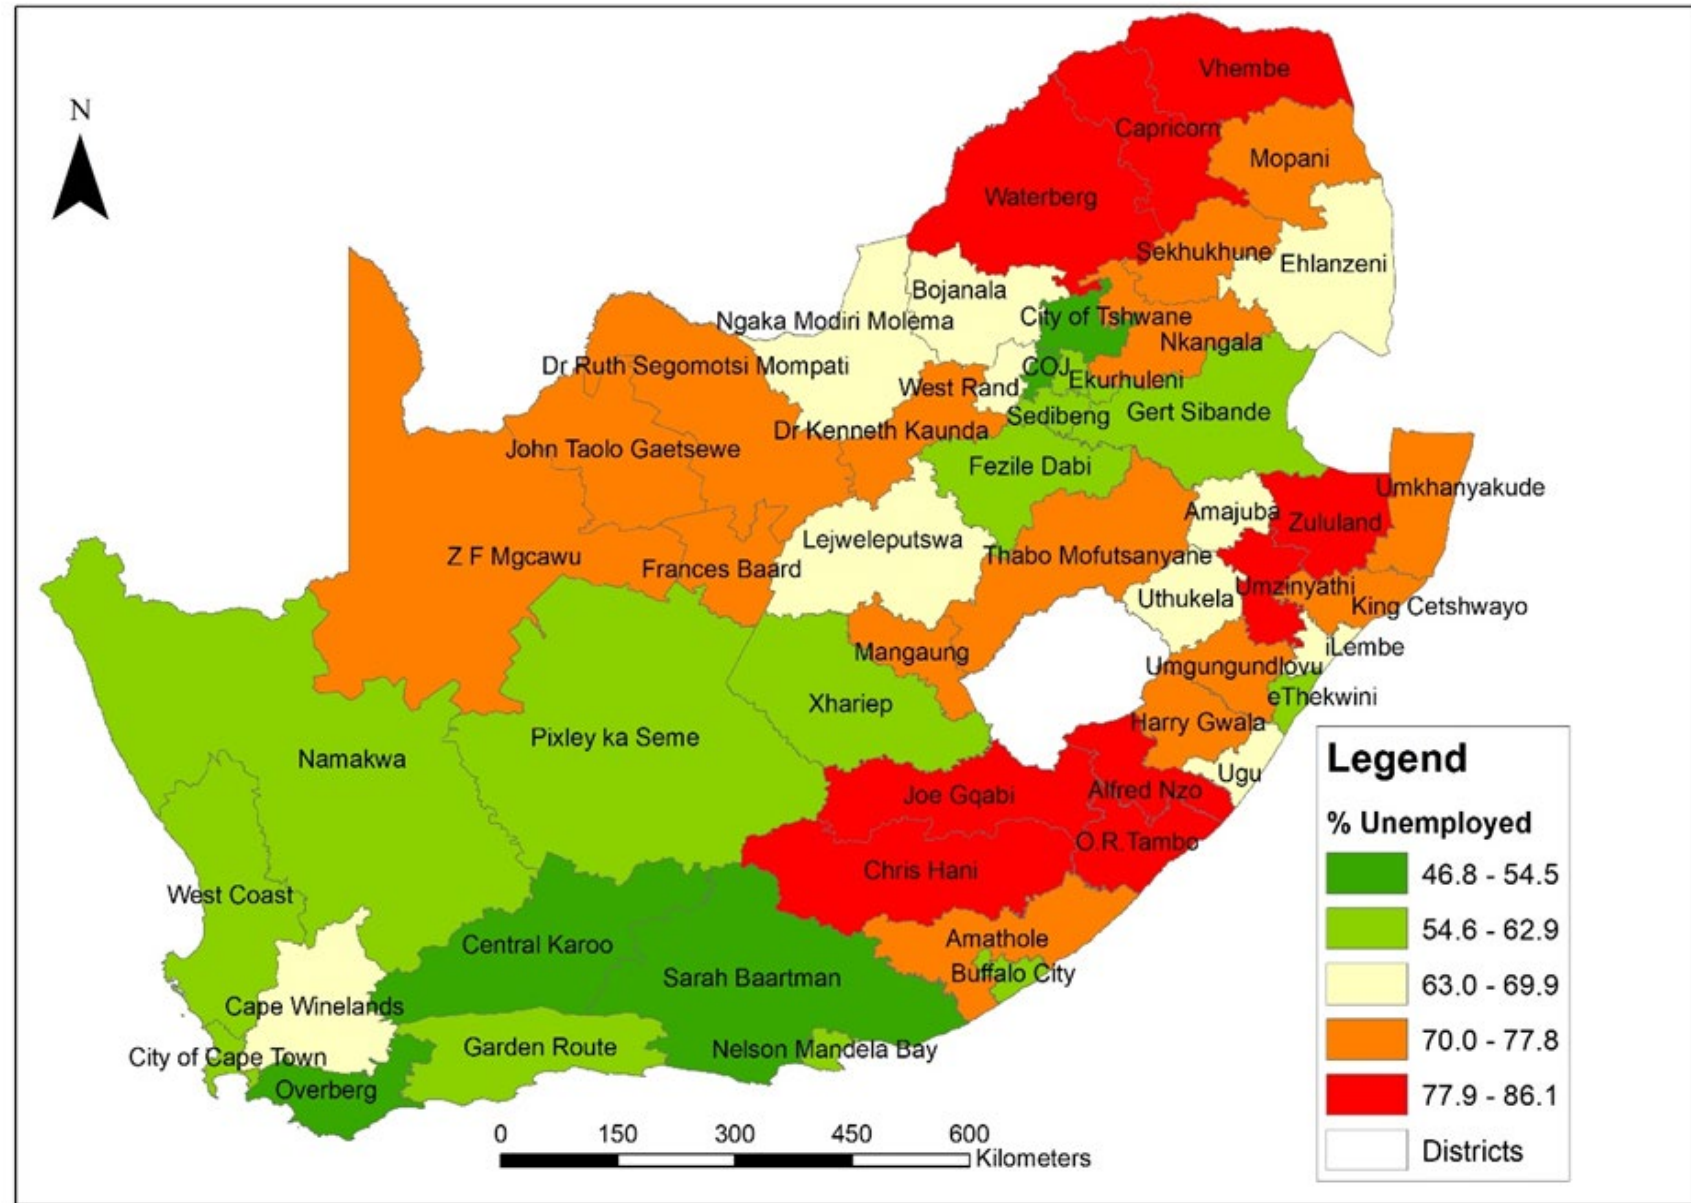 N
Vhembe
Capricorn
Mopani
Waterberg
Sekhukhune
Ehlanzeni
Bojanala
City of Tshwane
Ngaka Modiri Molema
Nkangala
Dr Ruth Segomotsi Mompati
COJ
Ekurhuleni
West Rand
Sedibeng
Gert Sibande
Dr Kenneth Kaunda
John Taolo Gaetsewe
Fezile Dabi
Umkhanyakude
Amajuba
Zululand
Lejweleputswa
Thabo Mofutsanyane
Z F Mgcawu
Frances Baard
Umzinyathi
Uthukela
King Cetshwayo
iLembe
Mangaung
Umgungundlovu
eThekwini
Xhariep
Harry Gwala
Pixley ka Seme
Namakwa
Ugu
Joe Gqabi
Alfred Nzo
O.R.Tambo
Chris Hani
West Coast
Central Karoo
Amathole
Buffalo City
Sarah Baartman
Cape Winelands
Garden Route
Nelson Mandela Bay
City of Cape Town
Overberg
0 150 300 450 600
Kilometers
Legend
% Unemployed
46.8 - 54.5
54.6 - 62.9
63.0 - 69.9
70.0 - 77.8
77.9 - 86.1
Districts